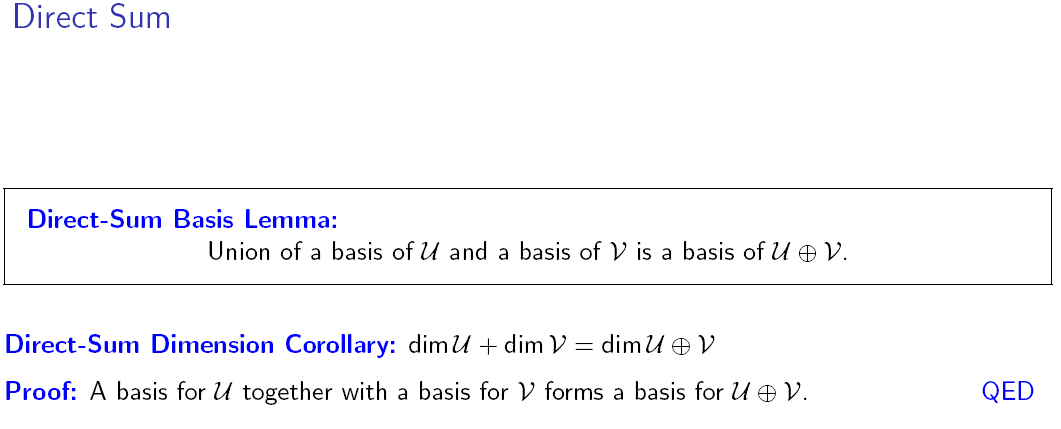 Direct Sum
Direct-Sum Basis Lemma:
Union of a basis of 𝒰 and a basis of 𝒱 is a basis of 𝒰 ⊕ 𝒱.
Direct-Sum Dimension Corollary: dim 𝒰 + dim 𝒱 = dim 𝒰 ⊕ 𝒱
Proof: A basis for 𝒰 together with a basis for 𝒱 forms a basis for 𝒰 ⊕ 𝒱. QED